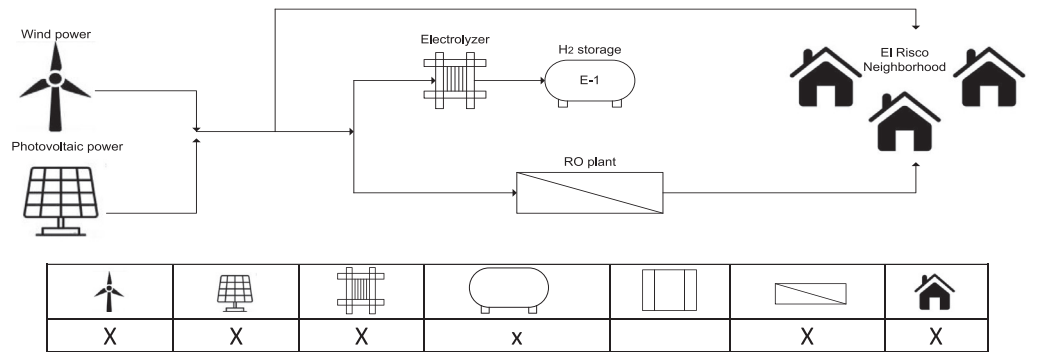 Wind power
Electrolyzer
H2 storage
E-1
El Risco
Neighborhood
Photovoltaic power
RO plant
X X X x X X